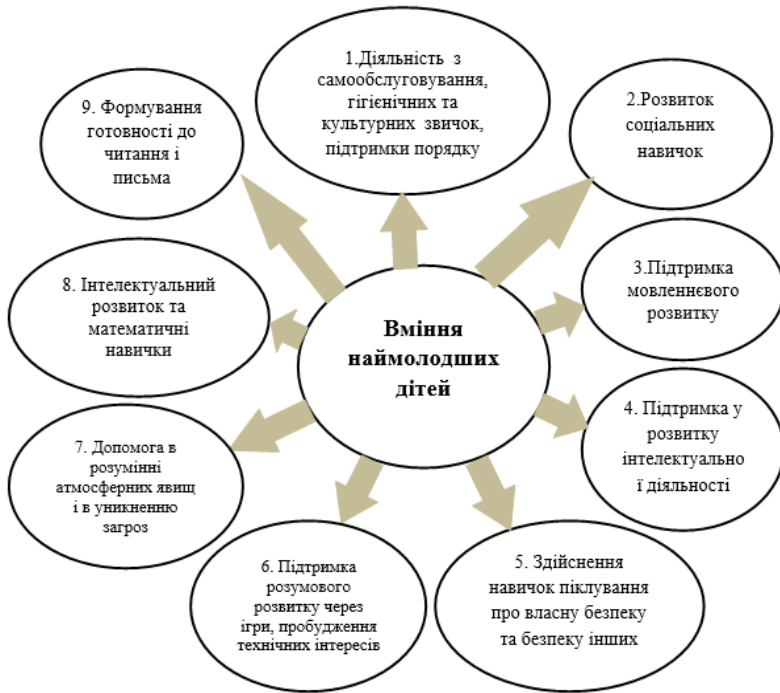 1.Діяльність з
самообслуговування,
гігієнічних та
культурних звичок,
підтримки порядку
2.Розвиток
соціальних
навичок
3.Підтримка
мовленнєвого
розвитку
4. Підтримка у
розвитку
інтелектуально
ї діяльності
5. Здійснення
навичок піклування
про власну безпеку
та безпеку інших
6. Підтримка
розумового
розвитку через
ігри, пробудження
технічних інтересів
7. Допомога в
розумінні
атмосферних явищ
і в уникненню
загроз
8. Інтелектуальний
розвиток та
математичні
навички
9. Формування
готовності до
читання і
письма
Вміння
наймолодших
дітей